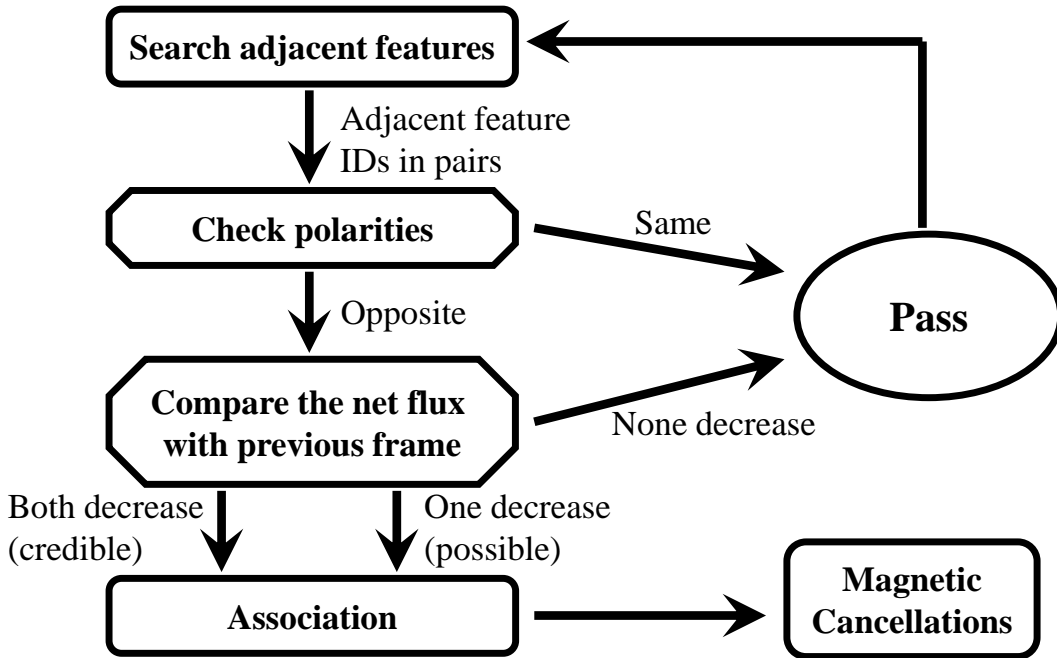 Search adjacent features
Adjacent feature
IDs in pairs
Check polarities
Same
Opposite
Pass
Compare the net flux
with previous frame
None decrease
Both decrease
(credible)
One decrease
(possible)
Association
Magnetic
Cancellations